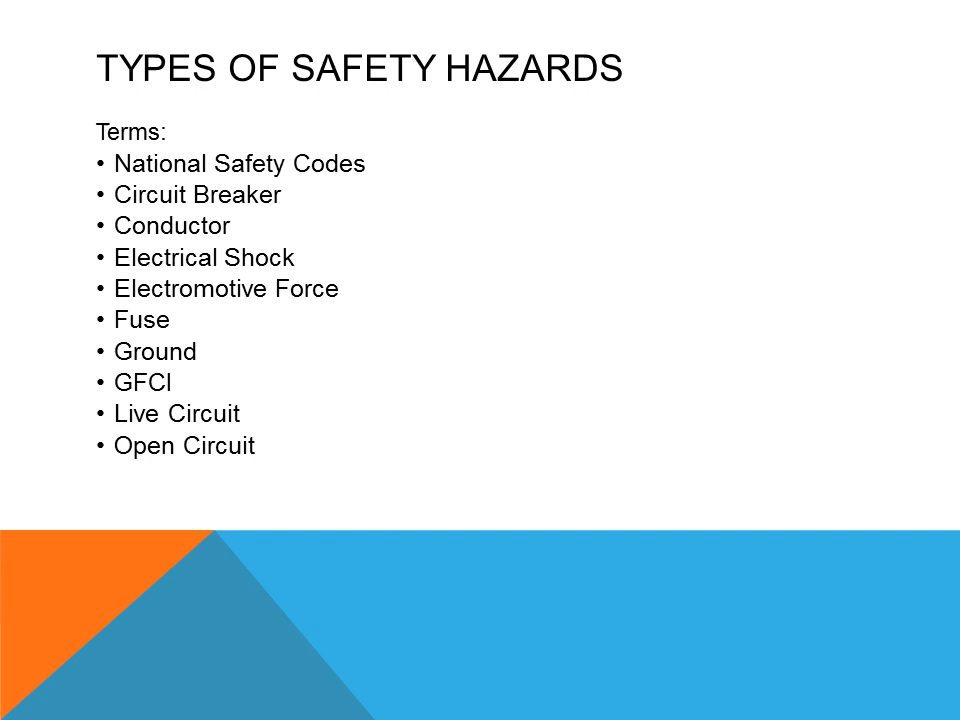 TYPES OF SAFETY HAZARDS
Terms:
• National Safety Codes
• Circuit Breaker
• Conductor
• Electrical Shock
• Electromotive Force
• Fuse
• Ground
• GFCI
• Live Circuit
• Open Circuit